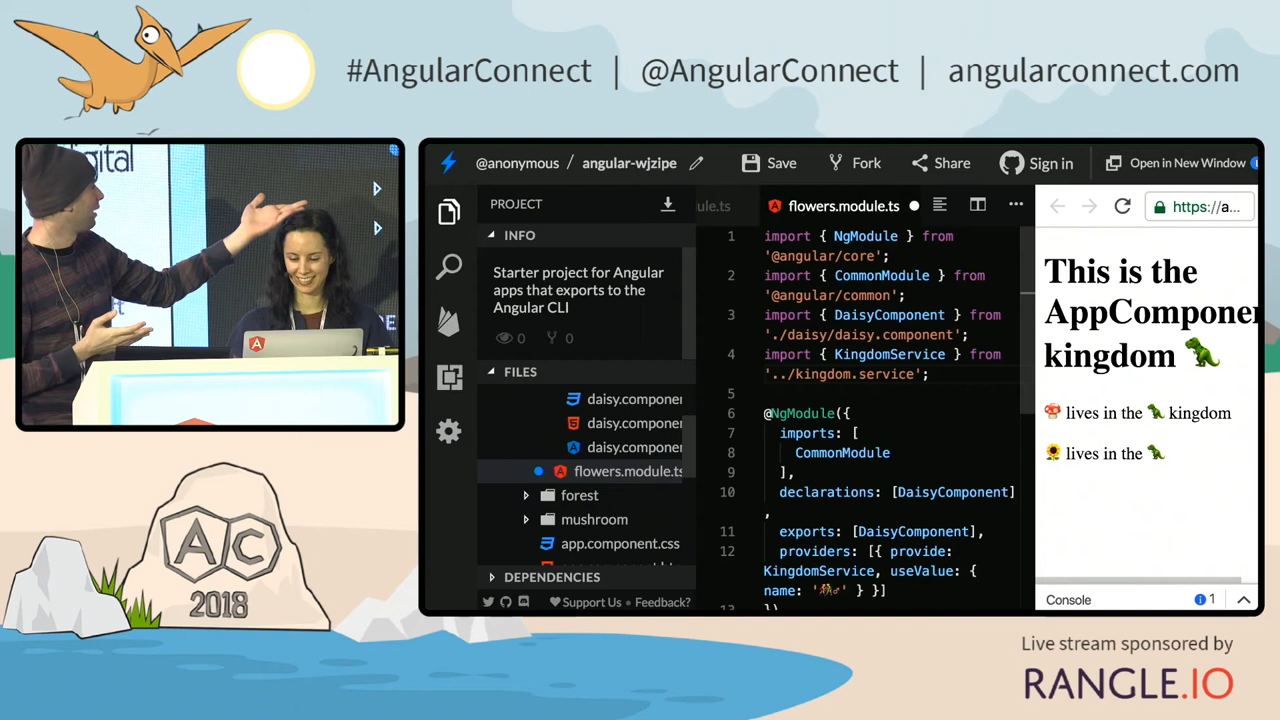 #AngularConnect | @AngularConnect | angularconnect.com
digital
@anonymous / angular-wjzipe
Save
Fork
Share
Sign in
Open in New Window
PROJECT
INFO
Starter project for Angular
apps that exports to the
Angular CLI
0
0
FILES
daisy.componen
daisy.componen
daisy.componen
flowers.module.ts
forest
mushroom
app.component.css
DEPENDENCIES
Support Us
Feedback?
ule.ts
flowers.module.ts
1 import { NgModule } from
'@angular/core';
2 import { CommonModule } from
'@angular/common';
3 import { DaisyComponent } from
'./daisy/daisy.component';
4 import { KingdomService } from
'../kingdom.service';
5
6 @NgModule({
7 imports: [
8 CommonModule
9 ],
10 declarations: [DaisyComponent]
,
11 exports: [DaisyComponent],
12 providers: [{ provide:
KingdomService, useValue: {
name: '' } }]
13 })
https://a...
This is the
AppComponen
kingdom 🦖
🍄 lives in the 🦖 kingdom
🌻 lives in the 🦖
Console
1
AC
2018
Live stream sponsored by
RANGLE.IO